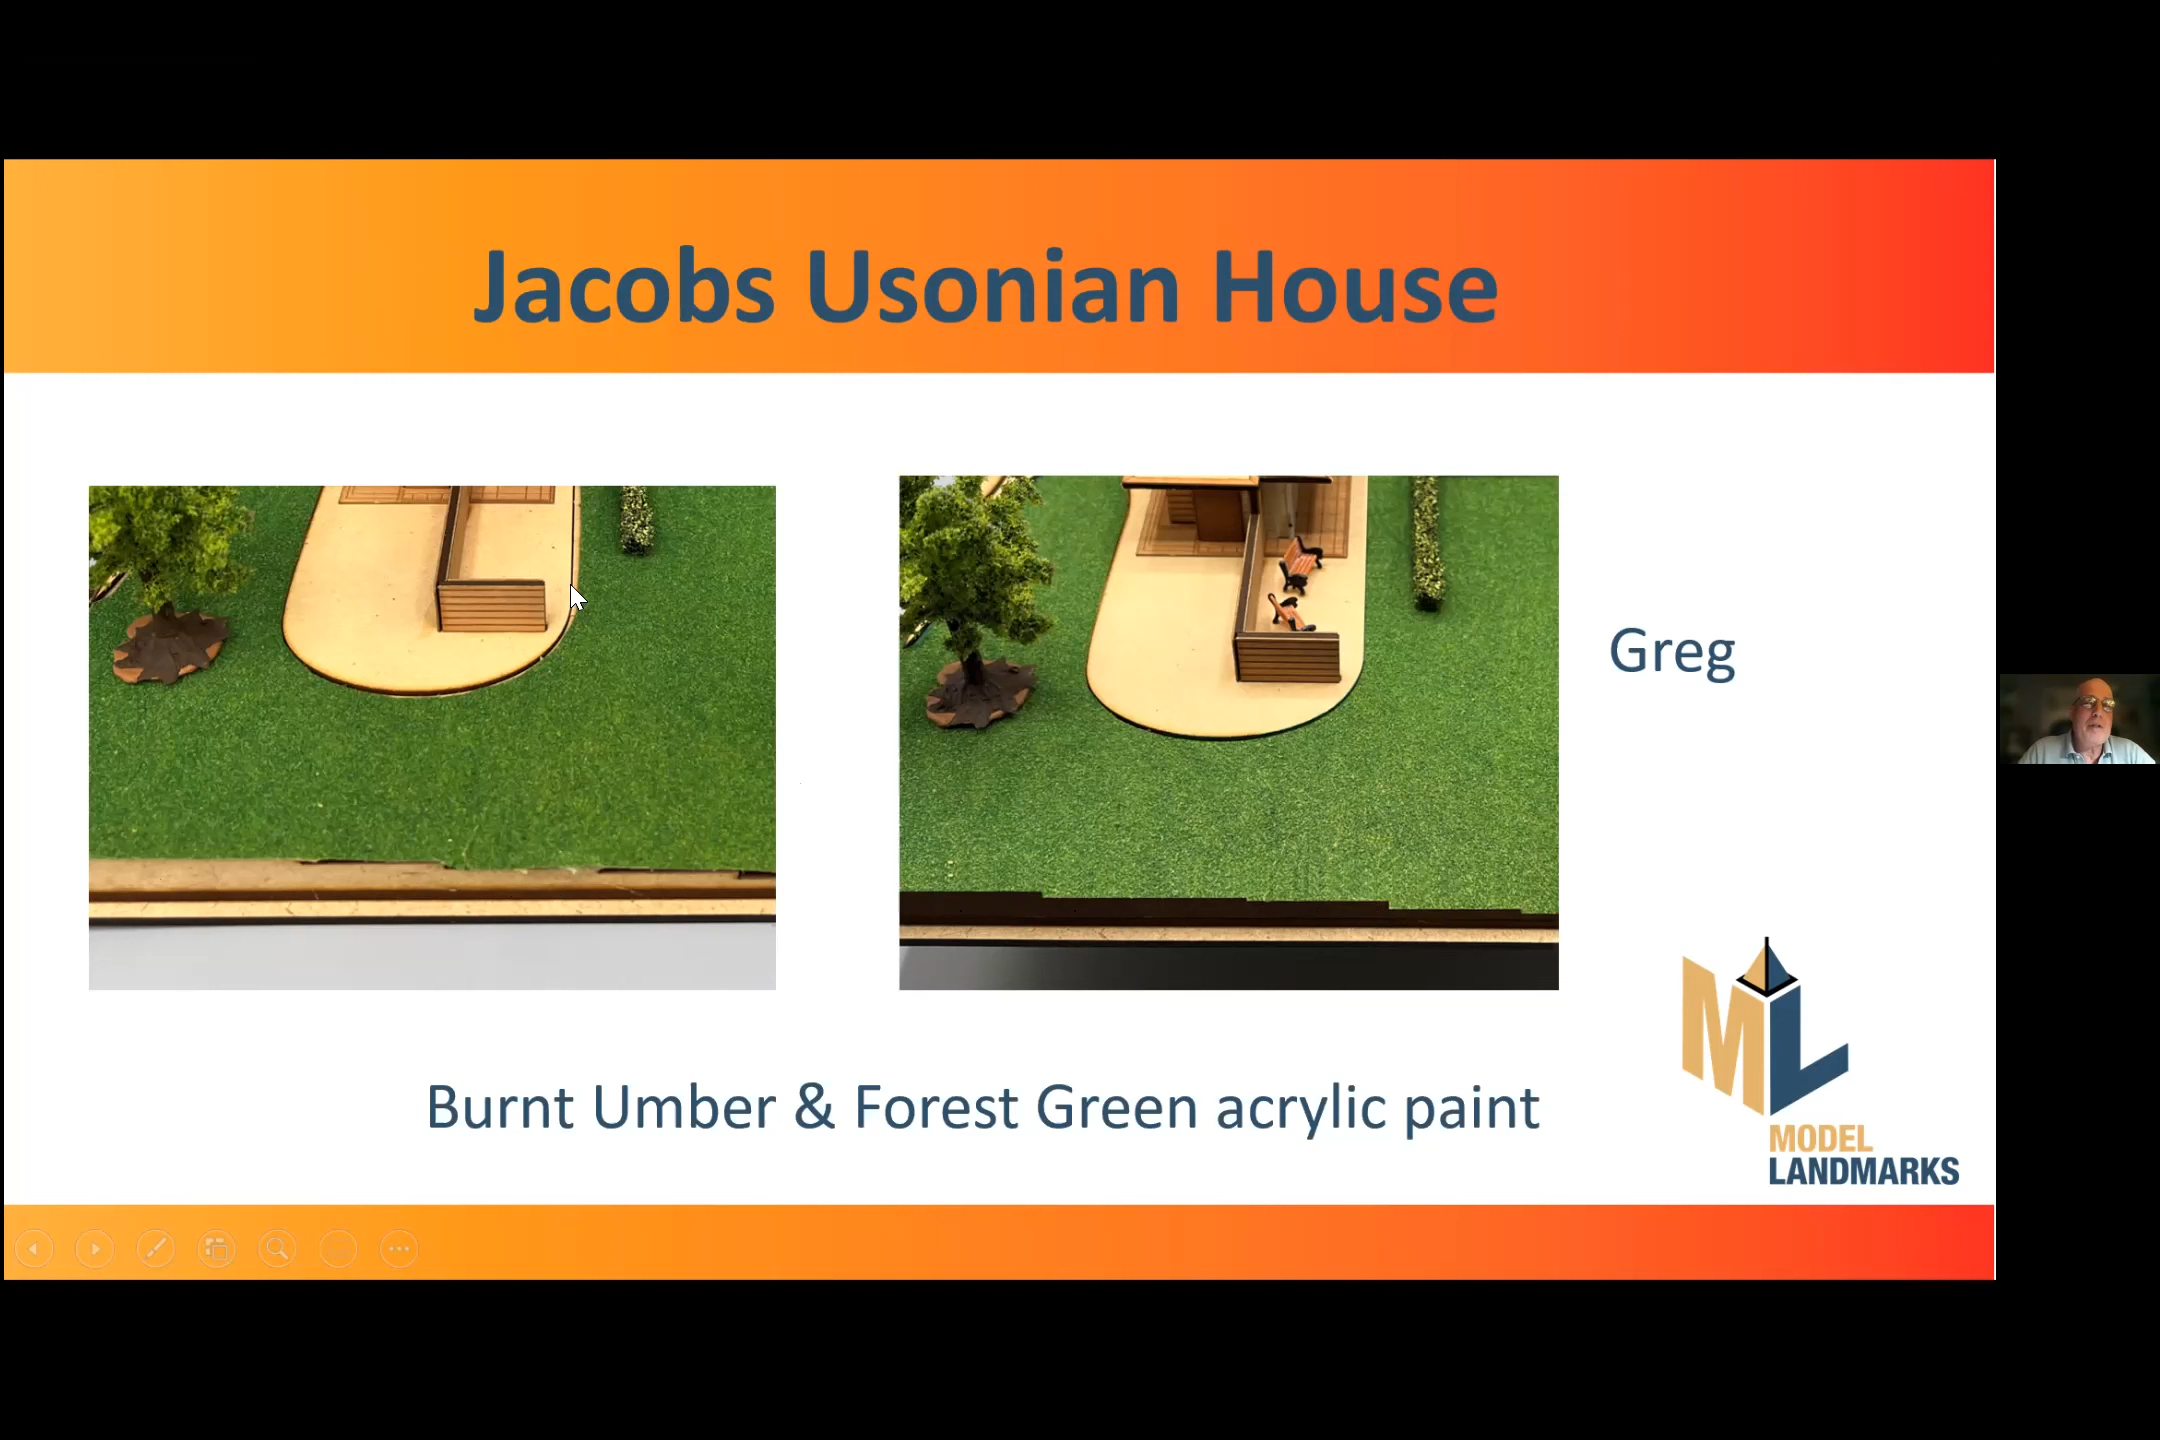 Jacobs Usonian House
Greg
Burnt Umber & Forest Green acrylic paint
ML
MODEL
LANDMARKS